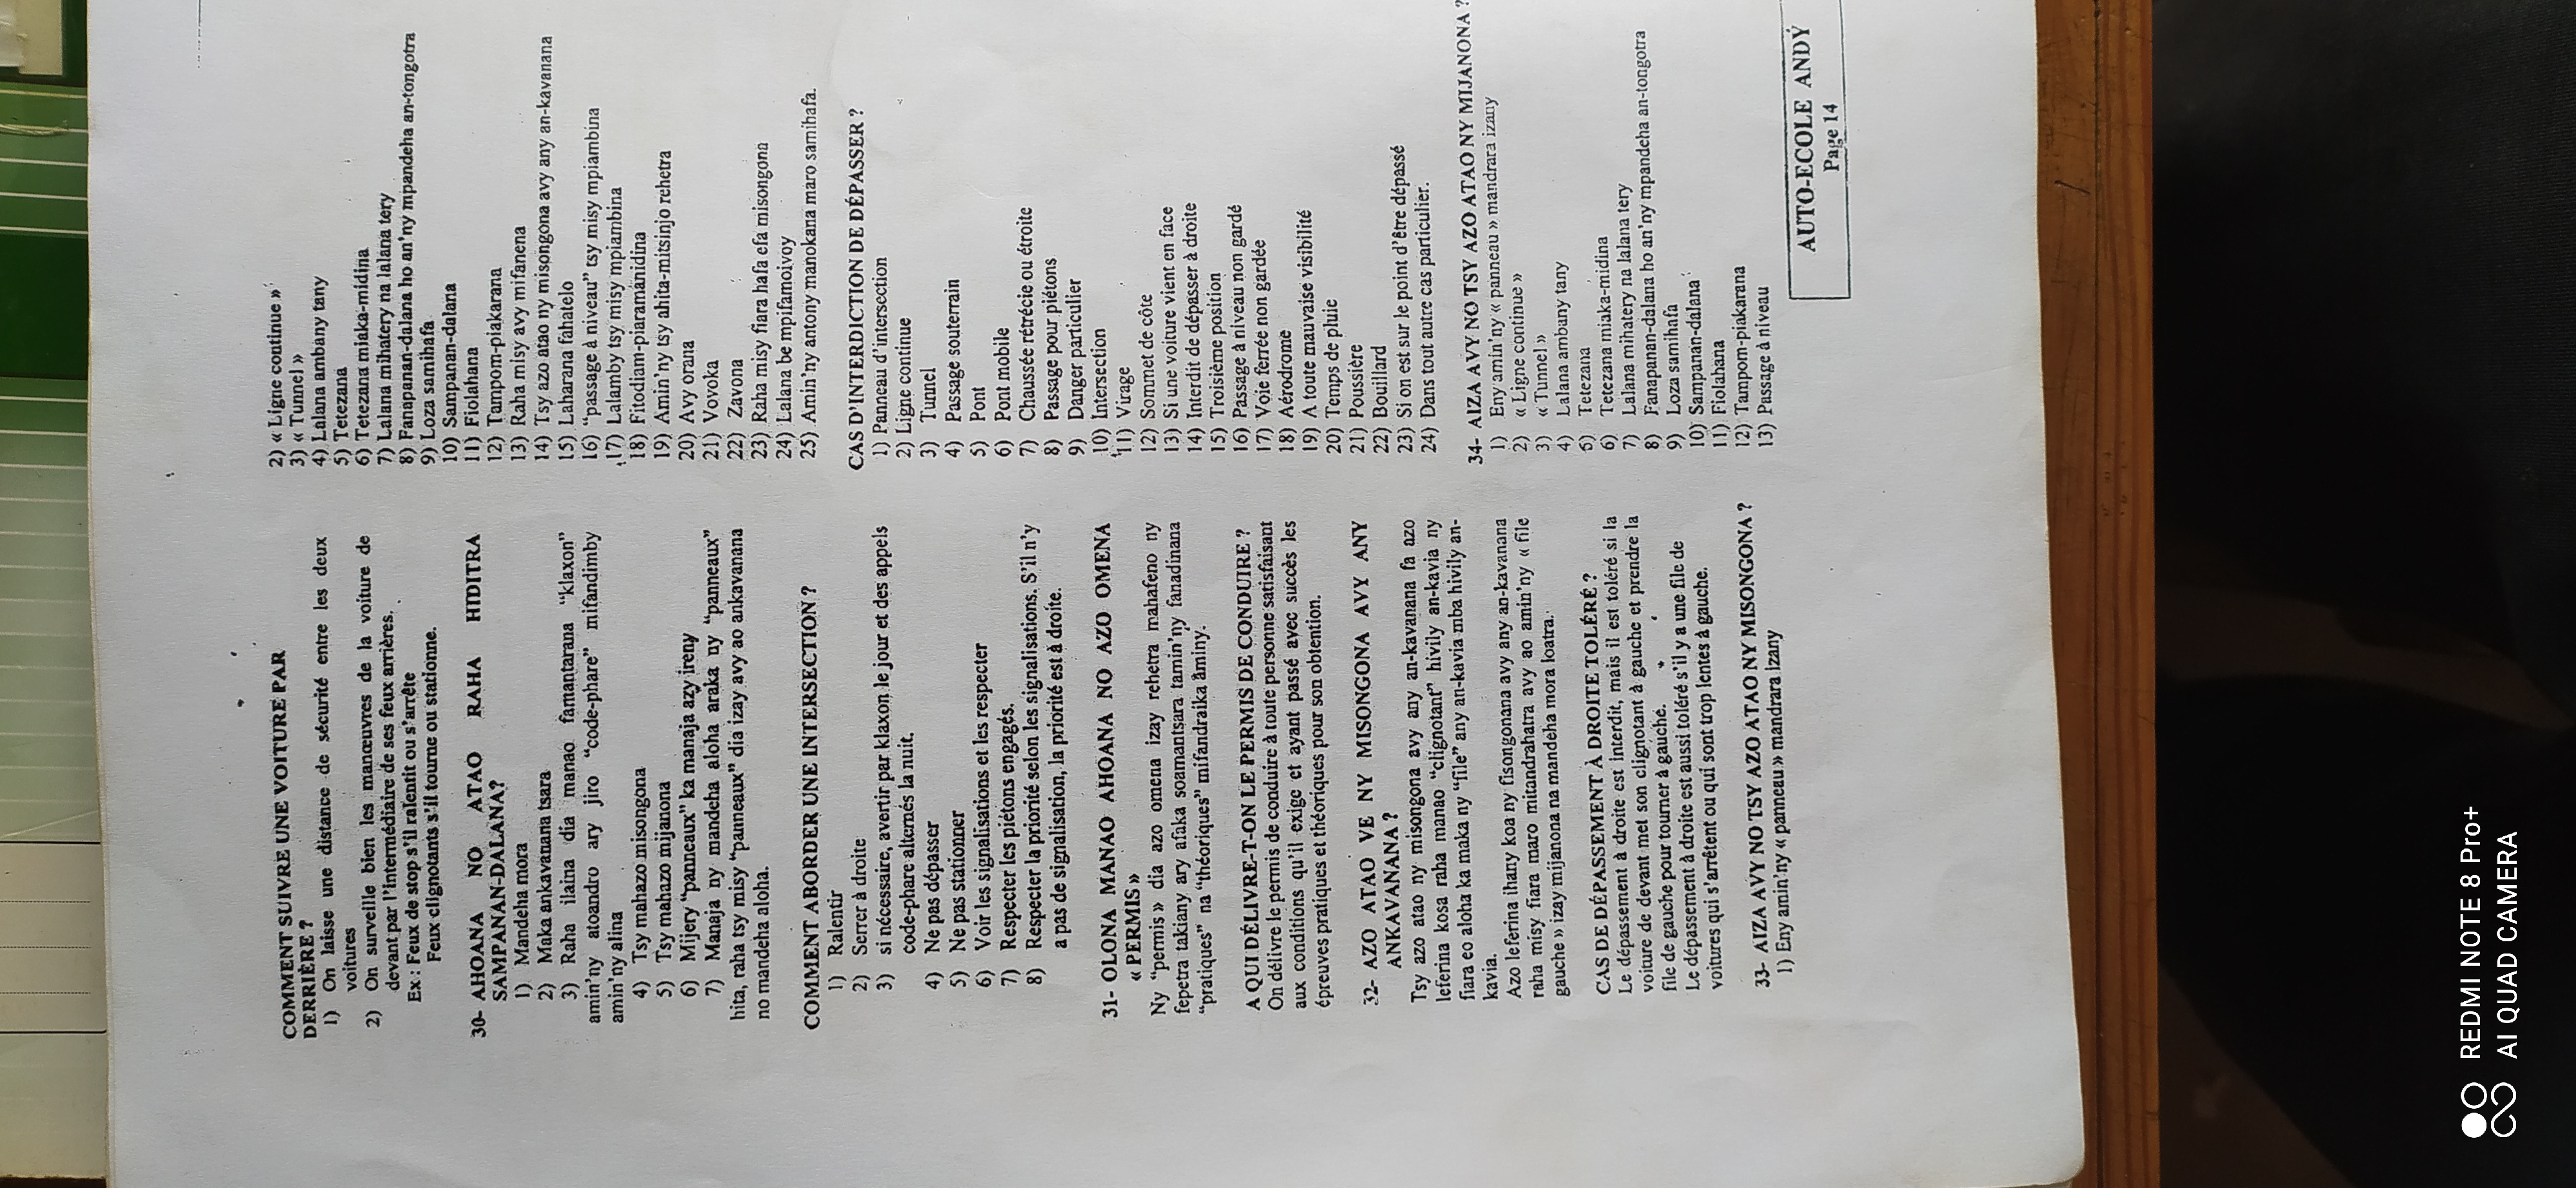 COMMENT SUIVRE UNE VOITURE PAR
DERRIÈRE ?
1) On laisse une distance de sécurité entre les deux
voitures
2) On surveille bien les manœuvres de la voiture de
devant par l'intermédiaire de ses feux arrières.
Ex : Feux de stop s'il ralentit ou s'arrête
Feux clignotants s'il tourne ou stationne.
30- AHOANA NO ATAO RAHA HIDITRA
SAMPANAN-DALANA?
1) Mandeha mora
2) Maka ankavanana tsara
3) Raha ilaina dia manao famantarana "klaxon"
amin'ny atoandro ary jiro "code-phare" mifandimby
amin'ny alina
4) Tsy mahazo misongona
5) Tsy mahazo mijanona
6) Mijery "panneaux" ka manaja azy ireny
7) Manaja ny mandeha aloha araka ny "panneaux"
hita, raha tsy misy "panneaux" dia izay avy ao ankavanana
no mandeha aloha.
COMMENT ABORDER UNE INTERSECTION ?
1) Ralentir
2) Serrer à droite
3) si nécessaire, avertir par klaxon le jour et des appels
code-phare alternés la nuit.
4) Ne pas dépasser
5) Ne pas stationner
6) Voir les signalisations et les respecter
7) Respecter les piétons engagés.
8) Respecter la priorité selon les signalisations. S'il n'y
a pas de signalisation, la priorité est à droite.
31- OLONA MANAO AHOANA NO AZO OMENA
« PERMIS »
Ny "permis » dia azo omena izay rehetra mahafeno ny
fepetra takiany ary afaka soamantsara tamin'ny fanadinana
"pratiques" na "théoriques" mifandraika aminy.
A QUI DÉLIVRE-T-ON LE PERMIS DE CONDUIRE ?
On délivre le permis de conduire à toute personne satisfaisant
aux conditions qu'il exige et ayant passé avec succès les
épreuves pratiques et théoriques pour son obtention.
32- AZO ATAO VE NY MISONGONA AVY ANY
ANKAVANANA ?
Tsy azo atao ny misongona avy any an-kavanana fa azo
leferina kosa raha manao "clignotant" hivily an-kavia ny
fiara eo aloha ka maka ny "file" any an-kavia mba hivily an-
kavia.
Azo leferina ihany koa ny fisongonana avy any an-kavanana
raha misy fiara maro mitandrahatra avy ao amin'ny « file
gauche » izay mijanona na mandeha mora loatra.
CAS DE DÉPASSEMENT À DROITE TOLÉRÉ ?
Le dépassement à droite est interdit, mais il est toléré si la
voiture de devant met son clignotant à gauche et prendre la
file de gauche pour tourner à gauche.
Le dépassement à droite est aussi toléré s'il y a une file de
voitures qui s'arrêtent ou qui sont trop lentes à gauche.
33- AIZA AVY NO TSY AZO ATAO NY MISONGONA ?
1) Eny amin'ny « panneau » mandrara izany
2) « Ligne continue »
3) « Tunnel »
4) Lalana ambany tany
5) Tetezana
6) Tetezana miaka-midina
7) Lalana mihatery na lalana tery
8) Fanapanan-dalana ho an'ny mpandeha an-tongotra
9) Loza samihafa
10) Sampanan-dalana
11) Fiolahana
12) Tampom-piakarana
13) Raha misy avy mifanena
14) Tsy azo atao ny misongona avy any an-kavanana
15) Laharana fahatelo
16) "passage à niveau" tsy misy mpiambina
17) Lalamby tsy misy mpiambina
18) Fitodiam-piaramanidina
19) Amin'ny tsy ahita-mitsinjo rehetra
20) Avy orana
21) Vovoka
22) Zavona
23) Raha misy fiara hafa efa misongona
24) Lalana be mpifamoivoy
25) Amin'ny antony manokana maro samihafa.
CAS D'INTERDICTION DE DÉPASSER ?
1) Panneau d'intersection
2) Ligne continue
3) Tunnel
4) Passage souterrain
5) Pont
6) Pont mobile
7) Chaussée rétrécie ou étroite
8) Passage pour piétons
9) Danger particulier
10) Intersection
11) Virage
12) Sommet de côte
13) Si une voiture vient en face
14) Interdit de dépasser à droite
15) Troisième position
16) Passage à niveau non gardé
17) Voie ferrée non gardée
18) Aérodrome
19) A toute mauvaise visibilité
20) Temps de pluie
21) Poussière
22) Bouillard
23) Si on est sur le point d'être dépassé
24) Dans tout autre cas particulier.
34- AIZA AVY NO TSY AZO ATAO NY MIJANONA ?
1) Eny amin'ny « panneau » mandrara izany
2) « Ligne continue »
3) « Tunnel »
4) Lalana ambany tany
5) Tetezana
6) Tetezana miaka-midina
7) Lalana mihatery na lalana tery
8) Fanapanan-dalana ho an'ny mpandeha an-tongotra
9) Loza samihafa
10) Sampanan-dalana
11) Fiolahana
12) Tampom-piakarana
13) Passage à niveau
AUTO-ECOLE ANDY
Page 14
REDMI NOTE 8 Pro+
AI QUAD CAMERA